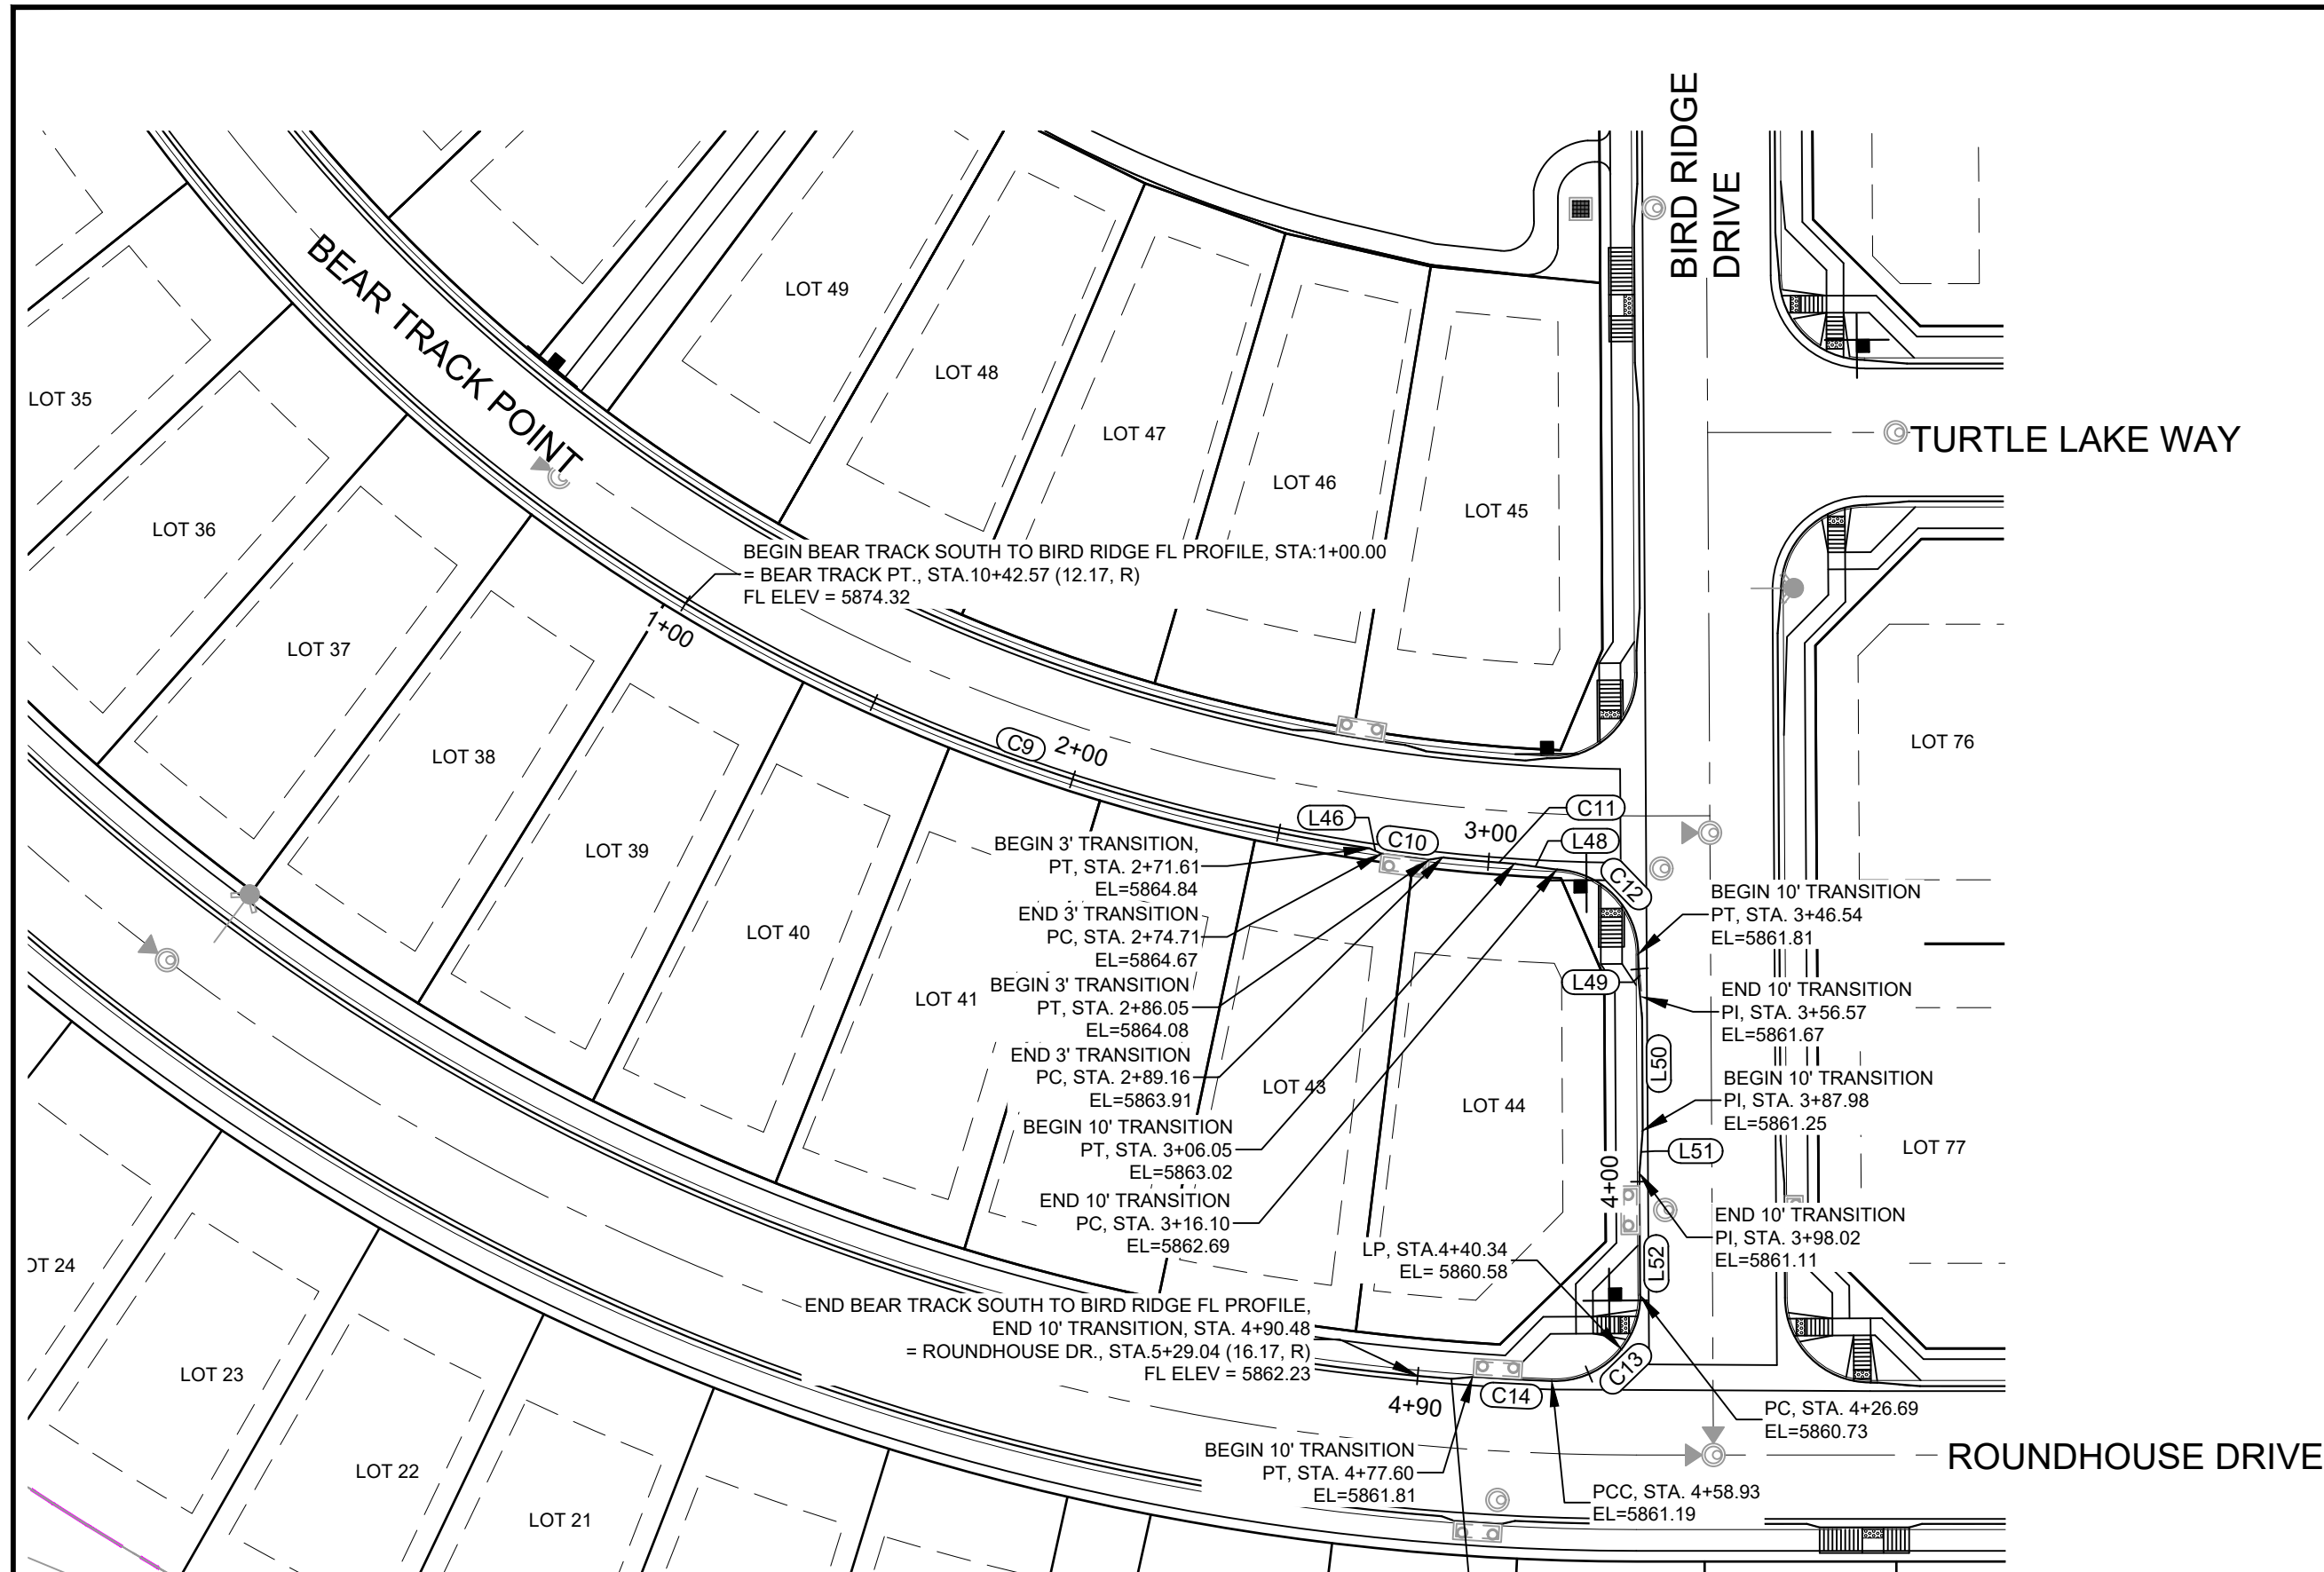 BIRD RIDGE
DRIVE
BEAR TRACK POINT
TURTLE LAKE WAY
ROUNDHOUSE DRIVE
LOT 49
LOT 48
LOT 47
LOT 46
LOT 45
LOT 35
LOT 36
LOT 37
LOT 38
LOT 39
LOT 40
LOT 41
LOT 43
LOT 44
LOT 76
LOT 77
OT 24
LOT 23
LOT 22
LOT 21
BEGIN BEAR TRACK SOUTH TO BIRD RIDGE FL PROFILE, STA:1+00.00
= BEAR TRACK PT., STA.10+42.57 (12.17, R)
FL ELEV = 5874.32
1+00
C9
2+00
L46
C10
3+00
C11
L48
C12
BEGIN 3' TRANSITION,
PT, STA. 2+71.61
EL=5864.84
END 3' TRANSITION
PC, STA. 2+74.71
EL=5864.67
BEGIN 3' TRANSITION
PT, STA. 2+86.05
EL=5864.08
END 3' TRANSITION
PC, STA. 2+89.16
EL=5863.91
BEGIN 10' TRANSITION
PT, STA. 3+06.05
EL=5863.02
END 10' TRANSITION
PC, STA. 3+16.10
EL=5862.69
BEGIN 10' TRANSITION
PT, STA. 3+46.54
EL=5861.81
L49
END 10' TRANSITION
PI, STA. 3+56.57
EL=5861.67
L50
BEGIN 10' TRANSITION
PI, STA. 3+87.98
EL=5861.25
L51
4+00
END 10' TRANSITION
PI, STA. 3+98.02
EL=5861.11
L52
LP, STA.4+40.34
EL= 5860.58
END BEAR TRACK SOUTH TO BIRD RIDGE FL PROFILE,
END 10' TRANSITION, STA. 4+90.48
= ROUNDHOUSE DR., STA.5+29.04 (16.17, R)
FL ELEV = 5862.23
C13
C14
4+90
PC, STA. 4+26.69
EL=5860.73
BEGIN 10' TRANSITION
PT, STA. 4+77.60
EL=5861.81
PCC, STA. 4+58.93
EL=5861.19